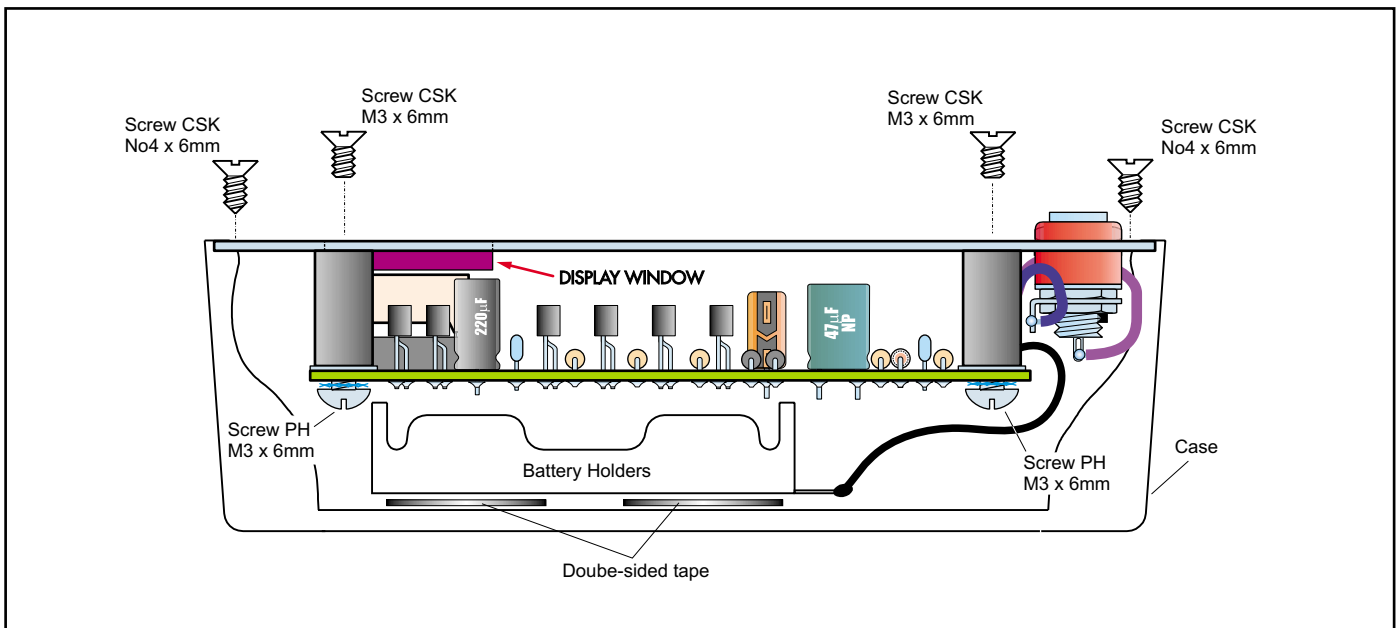 Screw CSK
M3 x 6mm
Screw CSK
M3 x 6mm
Screw CSK
No4 x 6mm
Screw CSK
No4 x 6mm
DISPLAY WINDOW
220µF
47µF
NP
Screw PH
M3 x 6mm
Battery Holders
Screw PH
M3 x 6mm
Case
Doube-sided tape